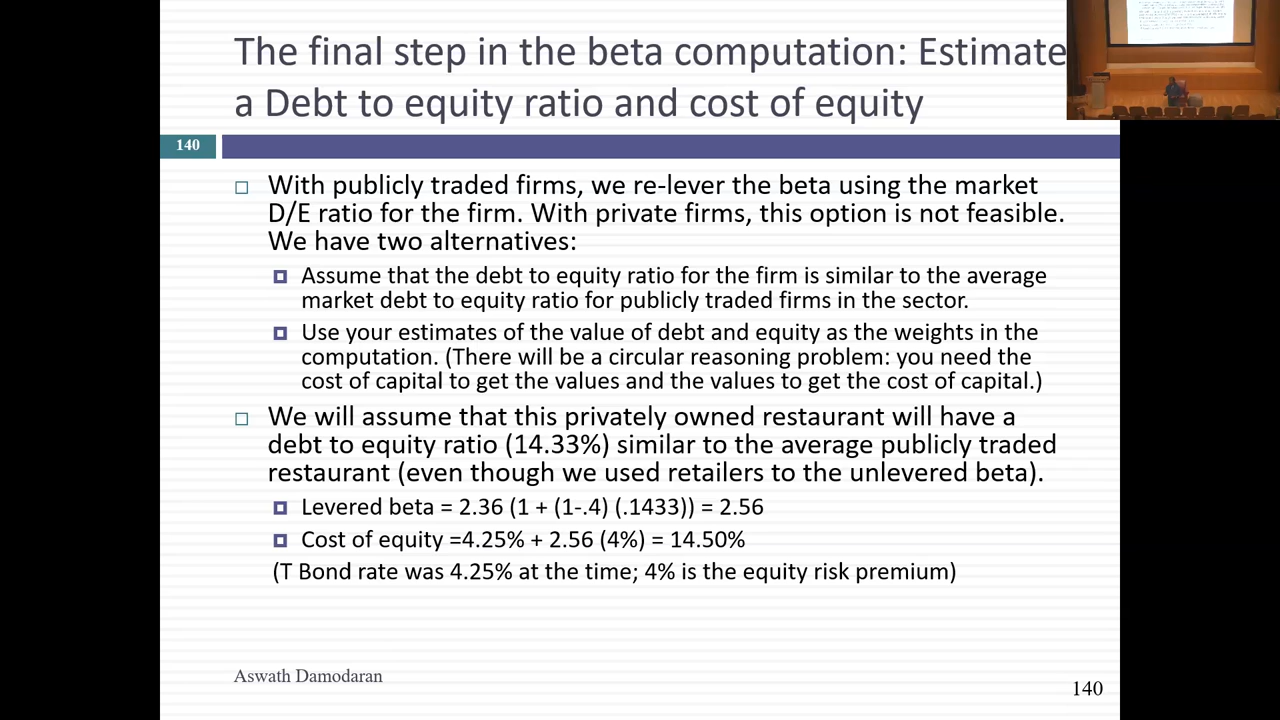 The final step in the beta computation: Estimate
a Debt to equity ratio and cost of equity
140
With publicly traded firms, we re-lever the beta using the market
D/E ratio for the firm. With private firms, this option is not feasible.
We have two alternatives:
Assume that the debt to equity ratio for the firm is similar to the average
market debt to equity ratio for publicly traded firms in the sector.
Use your estimates of the value of debt and equity as the weights in the
computation. (There will be a circular reasoning problem: you need the
cost of capital to get the values and the values to get the cost of capital.)
We will assume that this privately owned restaurant will have a
debt to equity ratio (14.33%) similar to the average publicly traded
restaurant (even though we used retailers to the unlevered beta).
Levered beta = 2.36 (1 + (1-.4) (.1433)) = 2.56
Cost of equity =4.25% + 2.56 (4%) = 14.50%
(T Bond rate was 4.25% at the time; 4% is the equity risk premium)
Aswath Damodaran
140